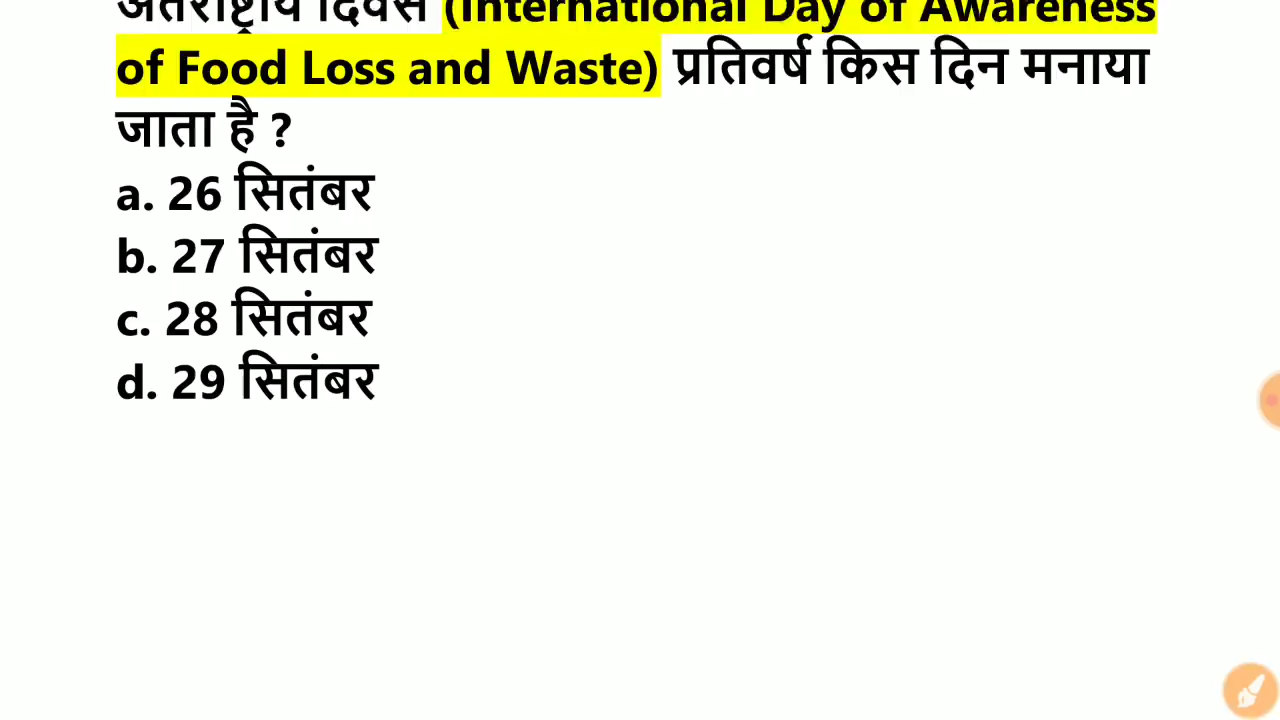 अंतर्राष्ट्रीय दिवस (International Day of Awareness
of Food Loss and Waste) प्रतिवर्ष किस दिन मनाया
जाता है ?
a. 26 सितंबर
b. 27 सितंबर
c. 28 सितंबर
d. 29 सितंबर